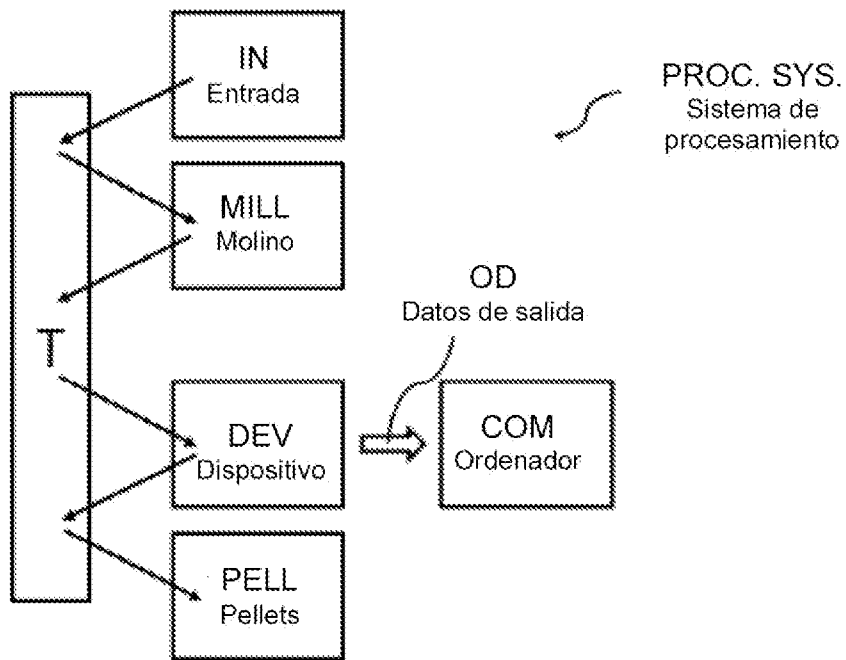 IN
Entrada
PROC. SYS.
Sistema de
procesamiento
MILL
Molino
OD
Datos de salida
T
DEV
Dispositivo
COM
Ordenador
PELL
Pellets